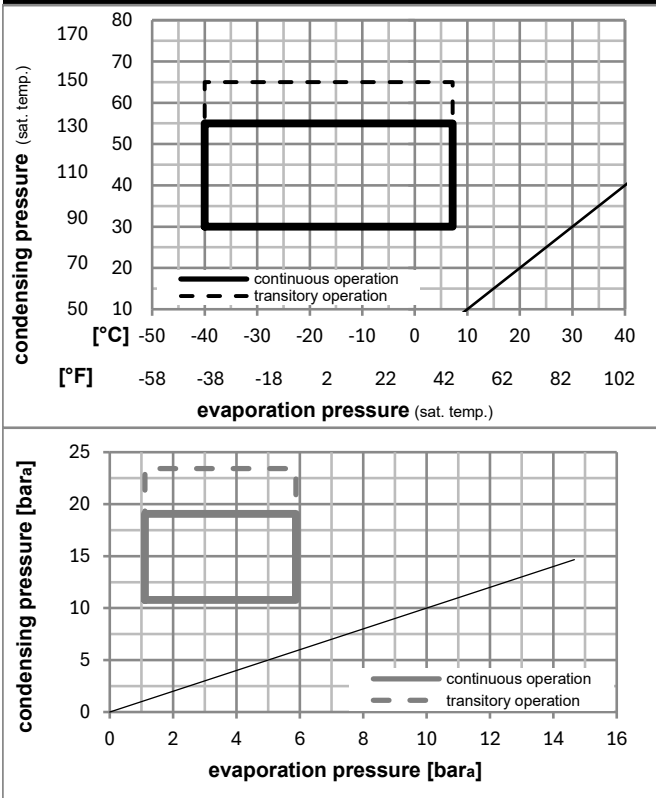 condensing pressure (sat. temp.)
170 80
70
150
60
130 50
110 40
90 30
70 20
50 10
continuous operation
transitory operation
[°C] -50 -40 -30 -20 -10 0 10 20 30 40
[°F] -58 -38 -18 2 22 42 62 82 102
evaporation pressure (sat. temp.)
condensing pressure [bara]
25
20
15
10
5
0
continuous operation
transitory operation
0 2 4 6 8 10 12 14 16
evaporation pressure [bara]